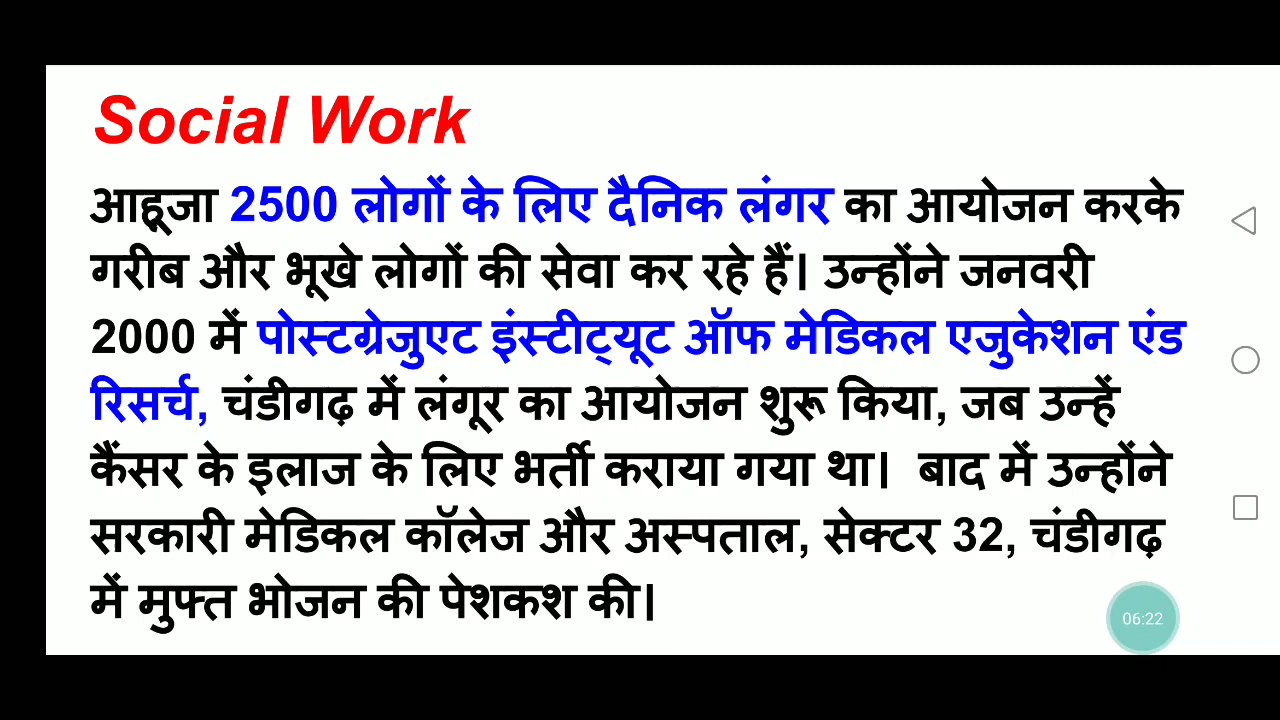 Social Work
आहूजा 2500 लोगों के लिए दैनिक लंगर का आयोजन करके
गरीब और भूखे लोगों की सेवा कर रहे हैं। उन्होंने जनवरी
2000 में पोस्टग्रेजुएट इंस्टीट्यूट ऑफ मेडिकल एजुकेशन एंड
रिसर्च, चंडीगढ़ में लंगूर का आयोजन शुरू किया, जब उन्हें
कैंसर के इलाज के लिए भर्ती कराया गया था। बाद में उन्होंने
सरकारी मेडिकल कॉलेज और अस्पताल, सेक्टर 32, चंडीगढ़
में मुफ्त भोजन की पेशकश की।
06:22